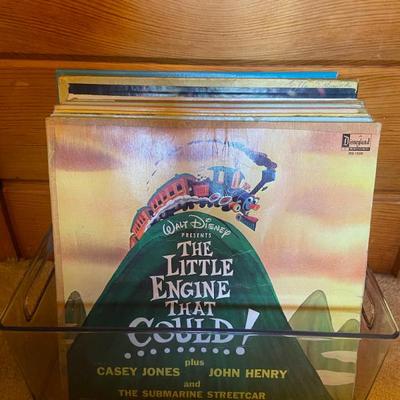 Disneyland
WALT DISNEY
PRESENTS
THE
LITTLE
ENGINE
THAT
COULD!
plus
CASEY JONES
JOHN HENRY
and
THE SUBMARINE STREETCAR